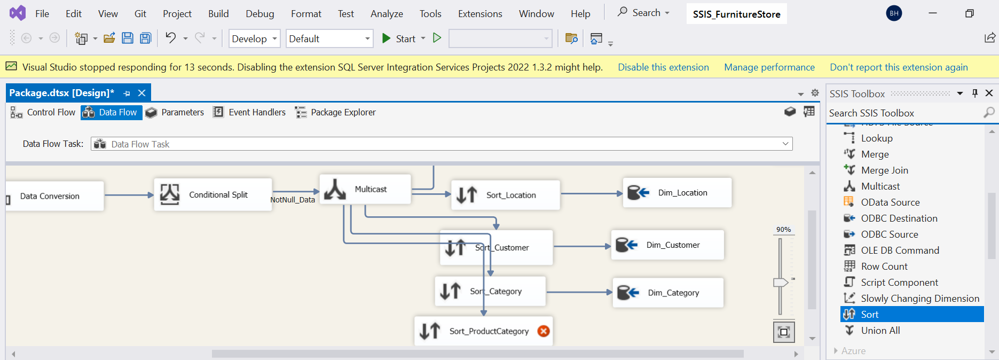 File Edit View Git Project Build Debug Format Test Analyze Tools Extensions Window Help Search SSIS_FurnitureStore BH
Develop Default Start
Visual Studio stopped responding for 13 seconds. Disabling the extension SQL Server Integration Services Projects 2022 1.3.2 might help. Disable this extension Manage performance Don't report this extension again
Package.dtsx [Design]*
Control Flow Data Flow Parameters Event Handlers Package Explorer
Data Flow Task: Data Flow Task
Data Conversion
Conditional Split
NotNull_Data
Multicast
Sort_Location
Dim_Location
Sort_Customer
Dim_Customer
Sort_Category
Dim_Category
Sort_ProductCategory
90%
SSIS Toolbox
Search SSIS Toolbox
HDFS File Source
Lookup
Merge
Merge Join
Multicast
OData Source
ODBC Destination
ODBC Source
OLE DB Command
Row Count
Script Component
Slowly Changing Dimension
Sort
Union All
Azure